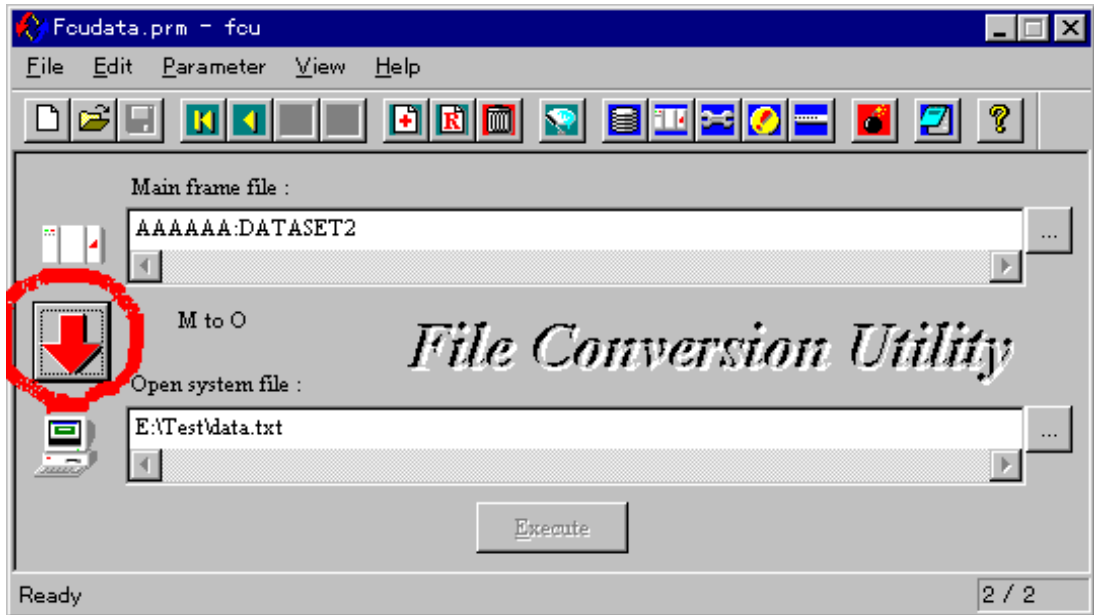 Fcudata.prm - fcu
File Edit Parameter View Help
R ?
Main frame file :
AAAAAA:DATASET2
...
M to O
File Conversion Utility
Open system file :
E:\Test\data.txt
...
Execute
Ready 2 / 2